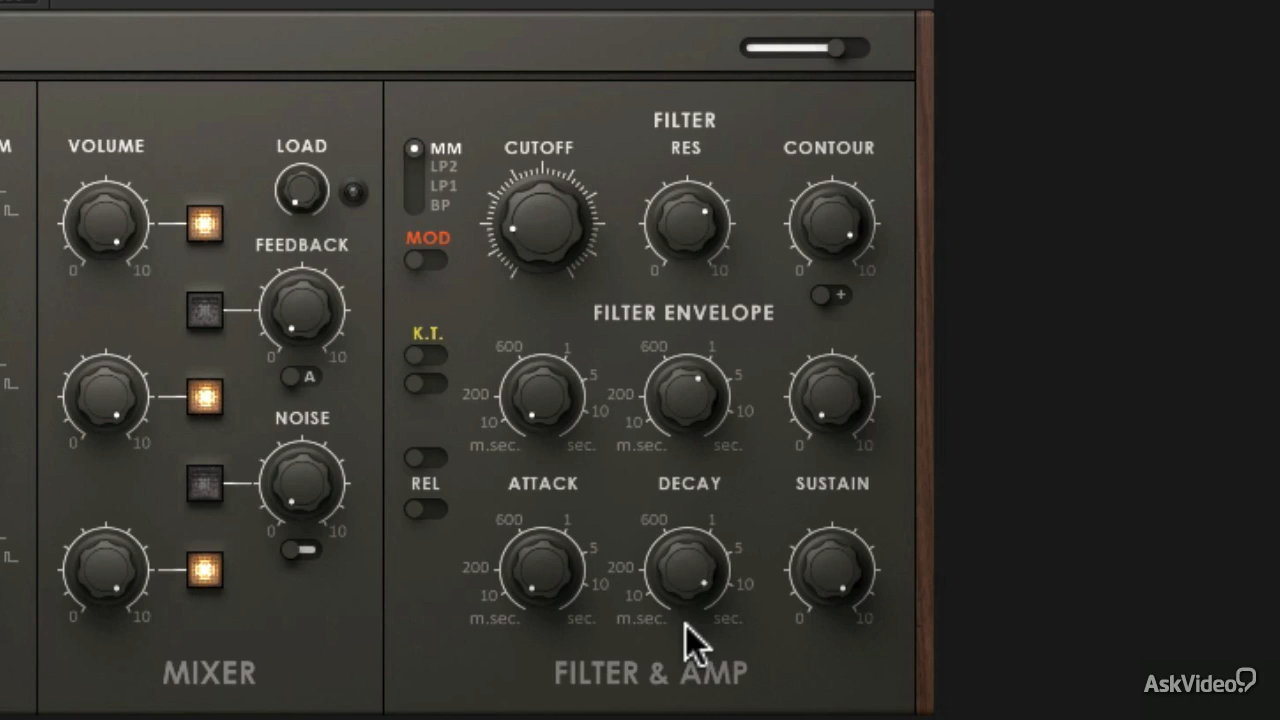 M
VOLUME
0 10
0 10
0 10
LOAD
FEEDBACK
0 10
A
NOISE
0 10
MIXER
FILTER
MM
LP2
LP1
BP
MOD
K.T.
REL
CUTOFF
RES
0 10
CONTOUR
0 10
+
FILTER ENVELOPE
600 1
200 5
10 10
m.sec. sec.
600 1
200 5
10 10
m.sec. sec.
0 10
ATTACK DECAY SUSTAIN
600 1
200 5
10 10
m.sec. sec.
600 1
200 5
10 10
m.sec. sec.
0 10
FILTER & AMP
AskVideo